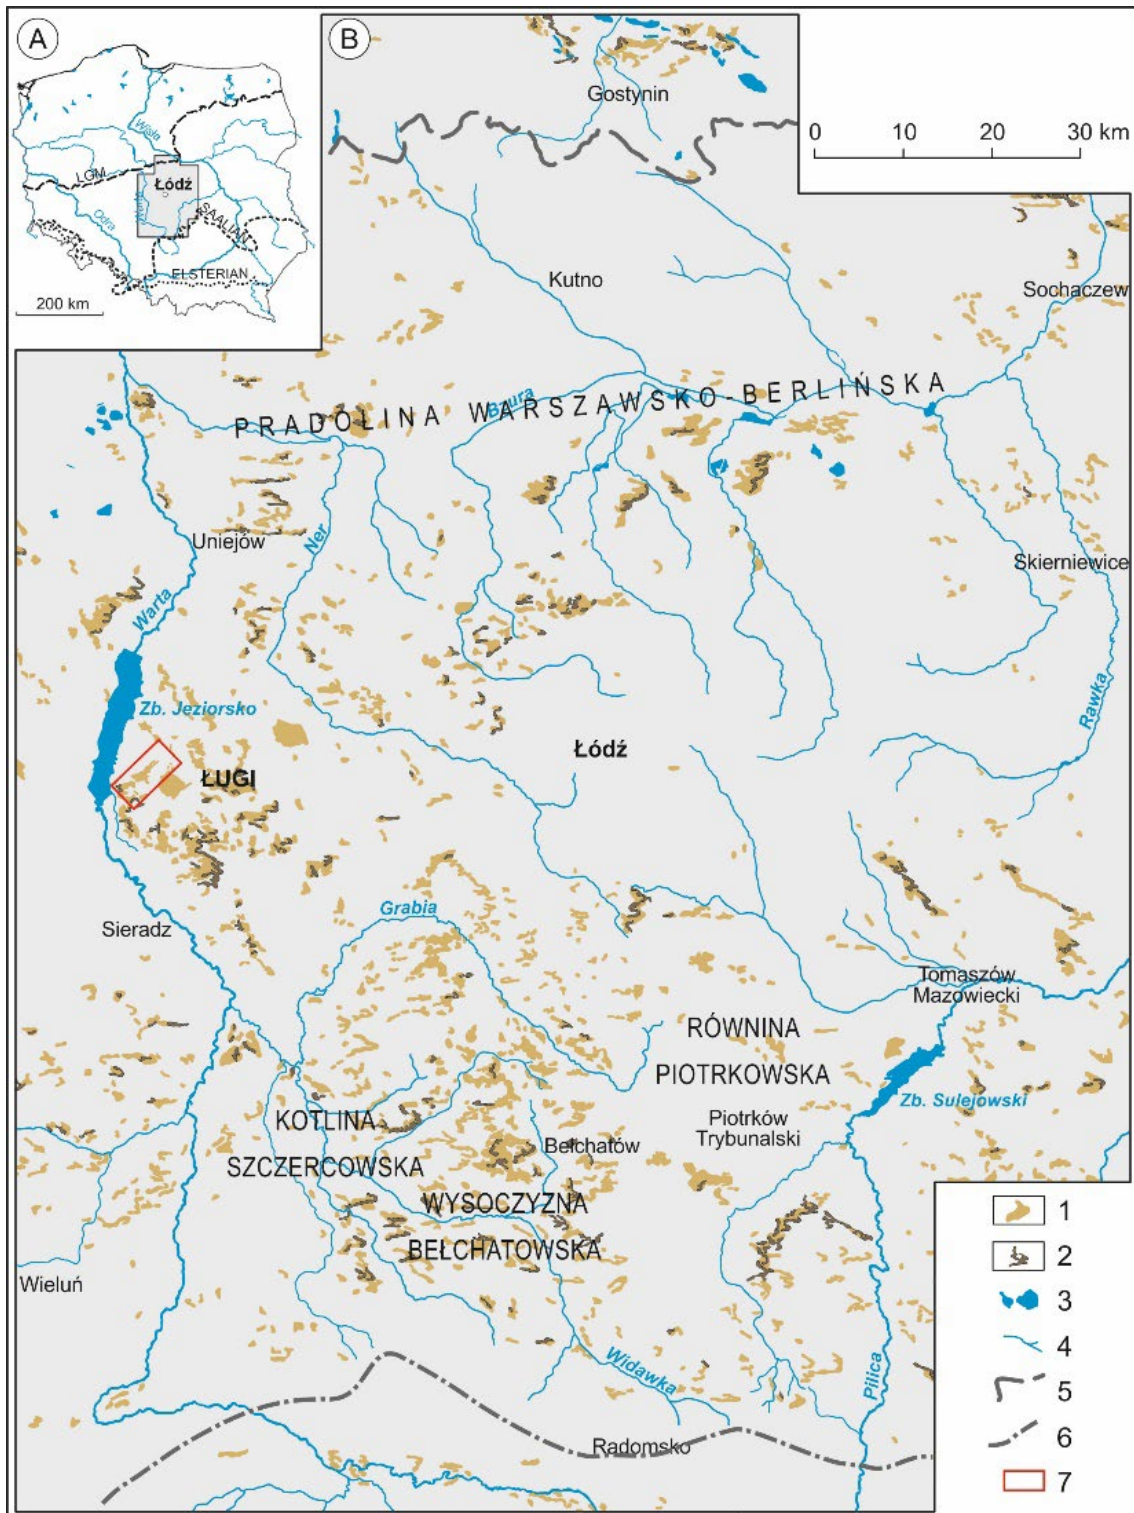 A
B
Wisła
LGM
Łódź
Warta
Odra
SAALIAN
ELSTERIAN
200 km
Gostynin
0 10 20 30 km
Kutno
Sochaczew
Bzura
PRADOLINA WARSZAWSKO-BERLIŃSKA
Uniejów
Ner
Skierniewice
Warta
Zb. Jeziorsko
Rawka
Łódź
ŁUGI
Grabia
Sieradz
Tomaszów
Mazowiecki
RÓWNINA
PIOTRKOWSKA
Zb. Sulejowski
KOTLINA
SZCZERCOWSKA
Piotrków
Trybunalski
Bełchatów
WYSOCZYZNA
BEŁCHATOWSKA
Wieluń
Widawka
Pilica
Radomsko
1
2
3
4
5
6
7